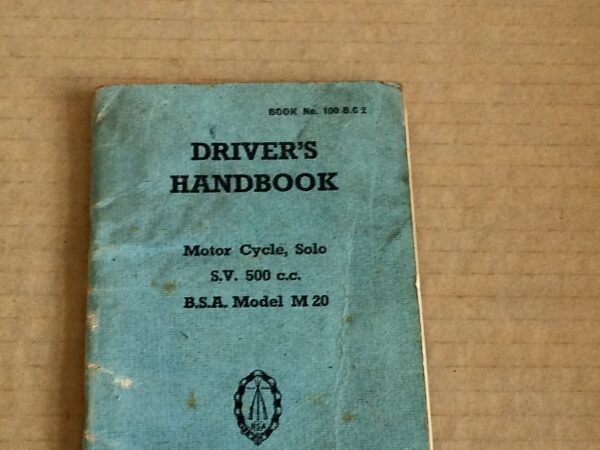 BOOK No. 100-B.C 2
DRIVER'S
HANDBOOK
Motor Cycle, Solo
S.V. 500 c.c.
B.S.A. Model M 20
BSA